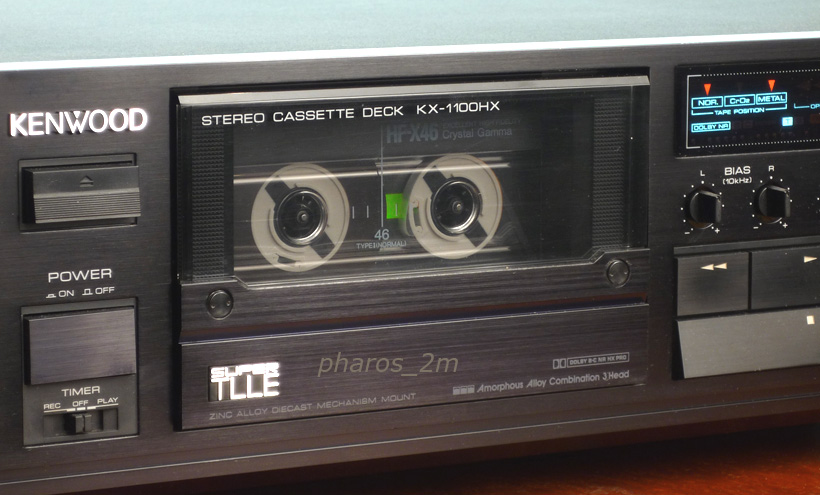 KENWOOD
STEREO CASSETTE DECK KX-1100HX
HF-X46 Crystal Gamma
46
TYPE I (NORMAL)
NOR. CrO2 METAL
TAPE POSITION
DOLBY NR
L BIAS R
(10kHz)
- + - +
POWER
ON OFF
TIMER
REC OFF PLAY
SUPER
TLLE
pharos_2m
DOLBY B-C NR HX PRO
Amorphous Alloy Combination 3 Head
ZINC ALLOY DIECAST MECHANISM MOUNT